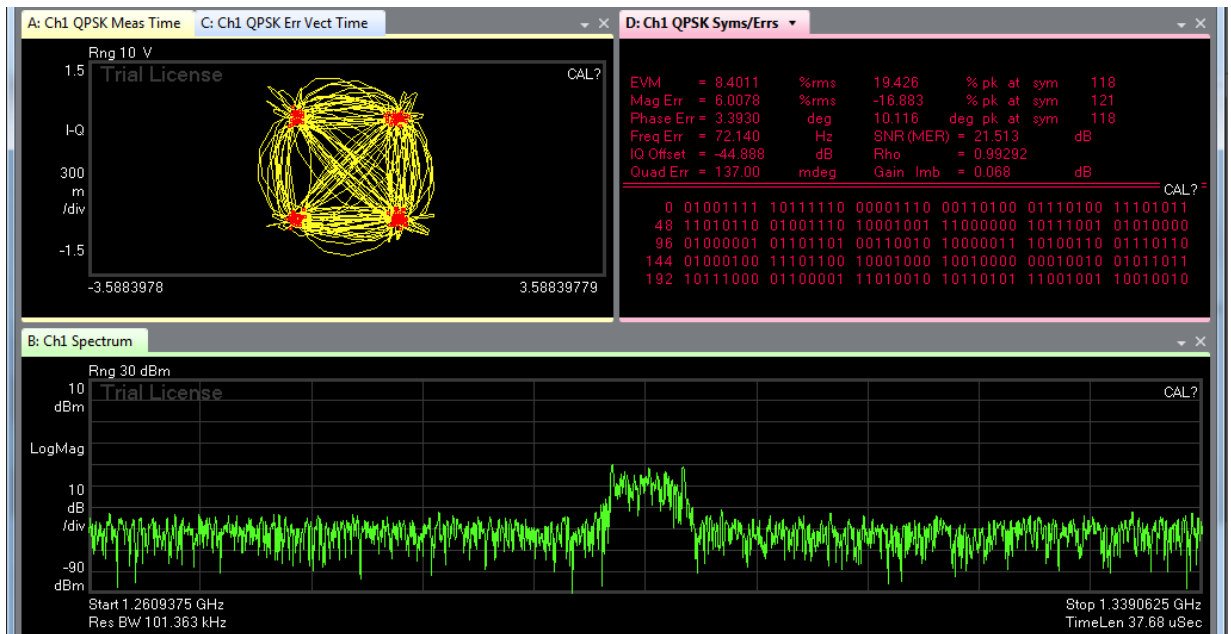 A: Ch1 QPSK Meas Time C: Ch1 QPSK Err Vect Time
Rng 10 V
1.5 Trial License CAL?
I-Q
300
m
/div
-1.5
-3.5883978 3.58839779
D: Ch1 QPSK Syms/Errs
EVM = 8.4011 %rms 19.426 % pk at sym 118
Mag Err = 6.0078 %rms -16.883 % pk at sym 121
Phase Err = 3.3930 deg 10.116 deg pk at sym 118
Freq Err = 72.140 Hz SNR(MER) = 21.513 dB
IQ Offset = -44.888 dB Rho = 0.99292
Quad Err = 137.00 mdeg Gain Imb = 0.068 dB
CAL?
0 01001111 10111110 00001110 00110100 01110100 11101011
48 11010110 01001110 10001001 11000000 10111001 01010000
96 01000001 01101101 00110010 10000011 10100110 01110110
144 01000100 11101100 10001000 10010000 00010010 01011011
192 10111000 01100001 11010010 10110101 11001001 10010010
B: Ch1 Spectrum
Rng 30 dBm
10 Trial License CAL?
dBm
LogMag
10
dB
/div
-90
dBm
Start 1.2609375 GHz Stop 1.3390625 GHz
Res BW 101.363 kHz TimeLen 37.68 uSec